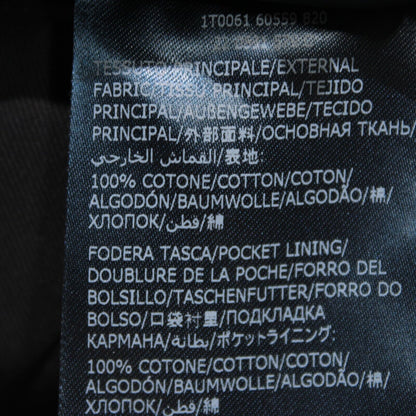 1T0061 60559 820
TESSUTO PRINCIPALE/EXTERNAL
FABRIC/TISSU PRINCIPAL/TEJIDO
PRINCIPAL/AUßENGEWEBE/TECIDO
PRINCIPAL/外部面料/ОСНОВНАЯ ТКАНЬ/
القماش الخارجي/表地:
100% COTONE/COTTON/COTON/
ALGODÓN/BAUMWOLLE/ALGODÃO/棉/
ХЛОПОК/قطن/綿
FODERA TASCA/POCKET LINING/
DOUBLURE DE LA POCHE/FORRO DEL
BOLSILLO/TASCHENFUTTER/FORRO DO
BOLSO/口袋衬里/ПОДКЛАДКА
КАРМАНА/بطانة/ポケットライニング:
100% COTONE/COTTON/COTON/
ALGODÓN/BAUMWOLLE/ALGODÃO/棉/
ХЛОПОК/قطن/綿